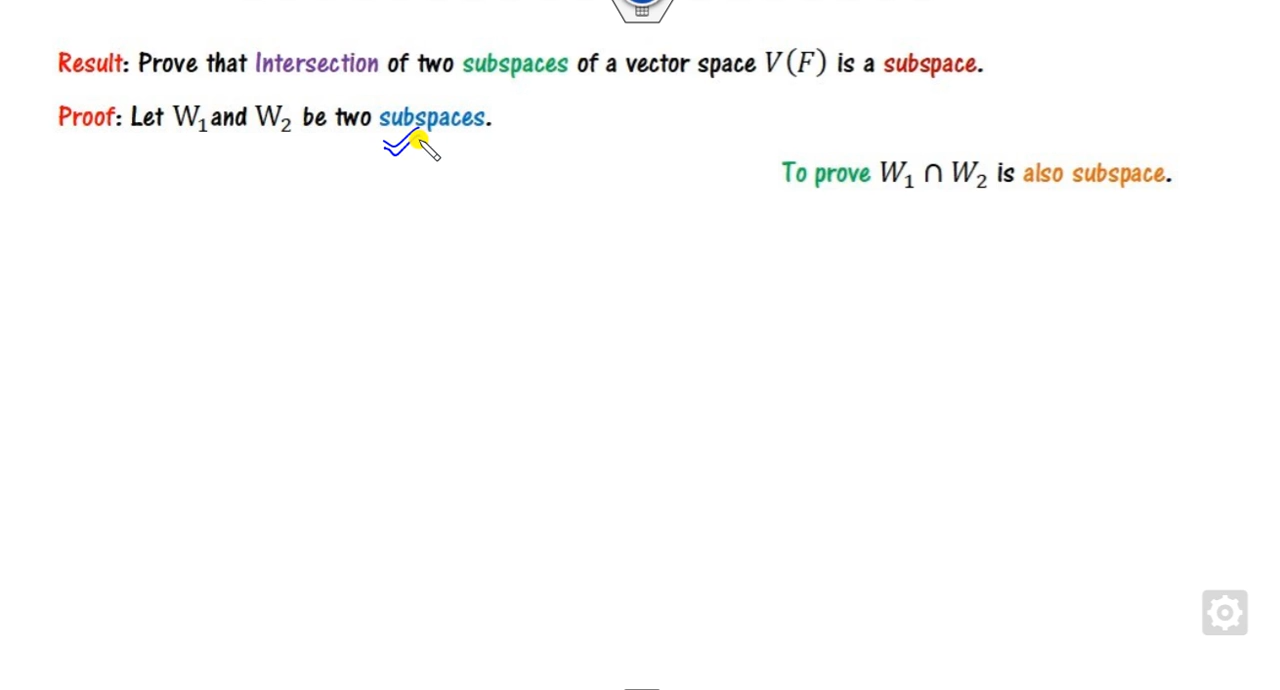 Result: Prove that Intersection of two subspaces of a vector space V(F) is a subspace.
Proof: Let W₁ and W₂ be two subspaces.
To prove W₁ ∩ W₂ is also subspace.